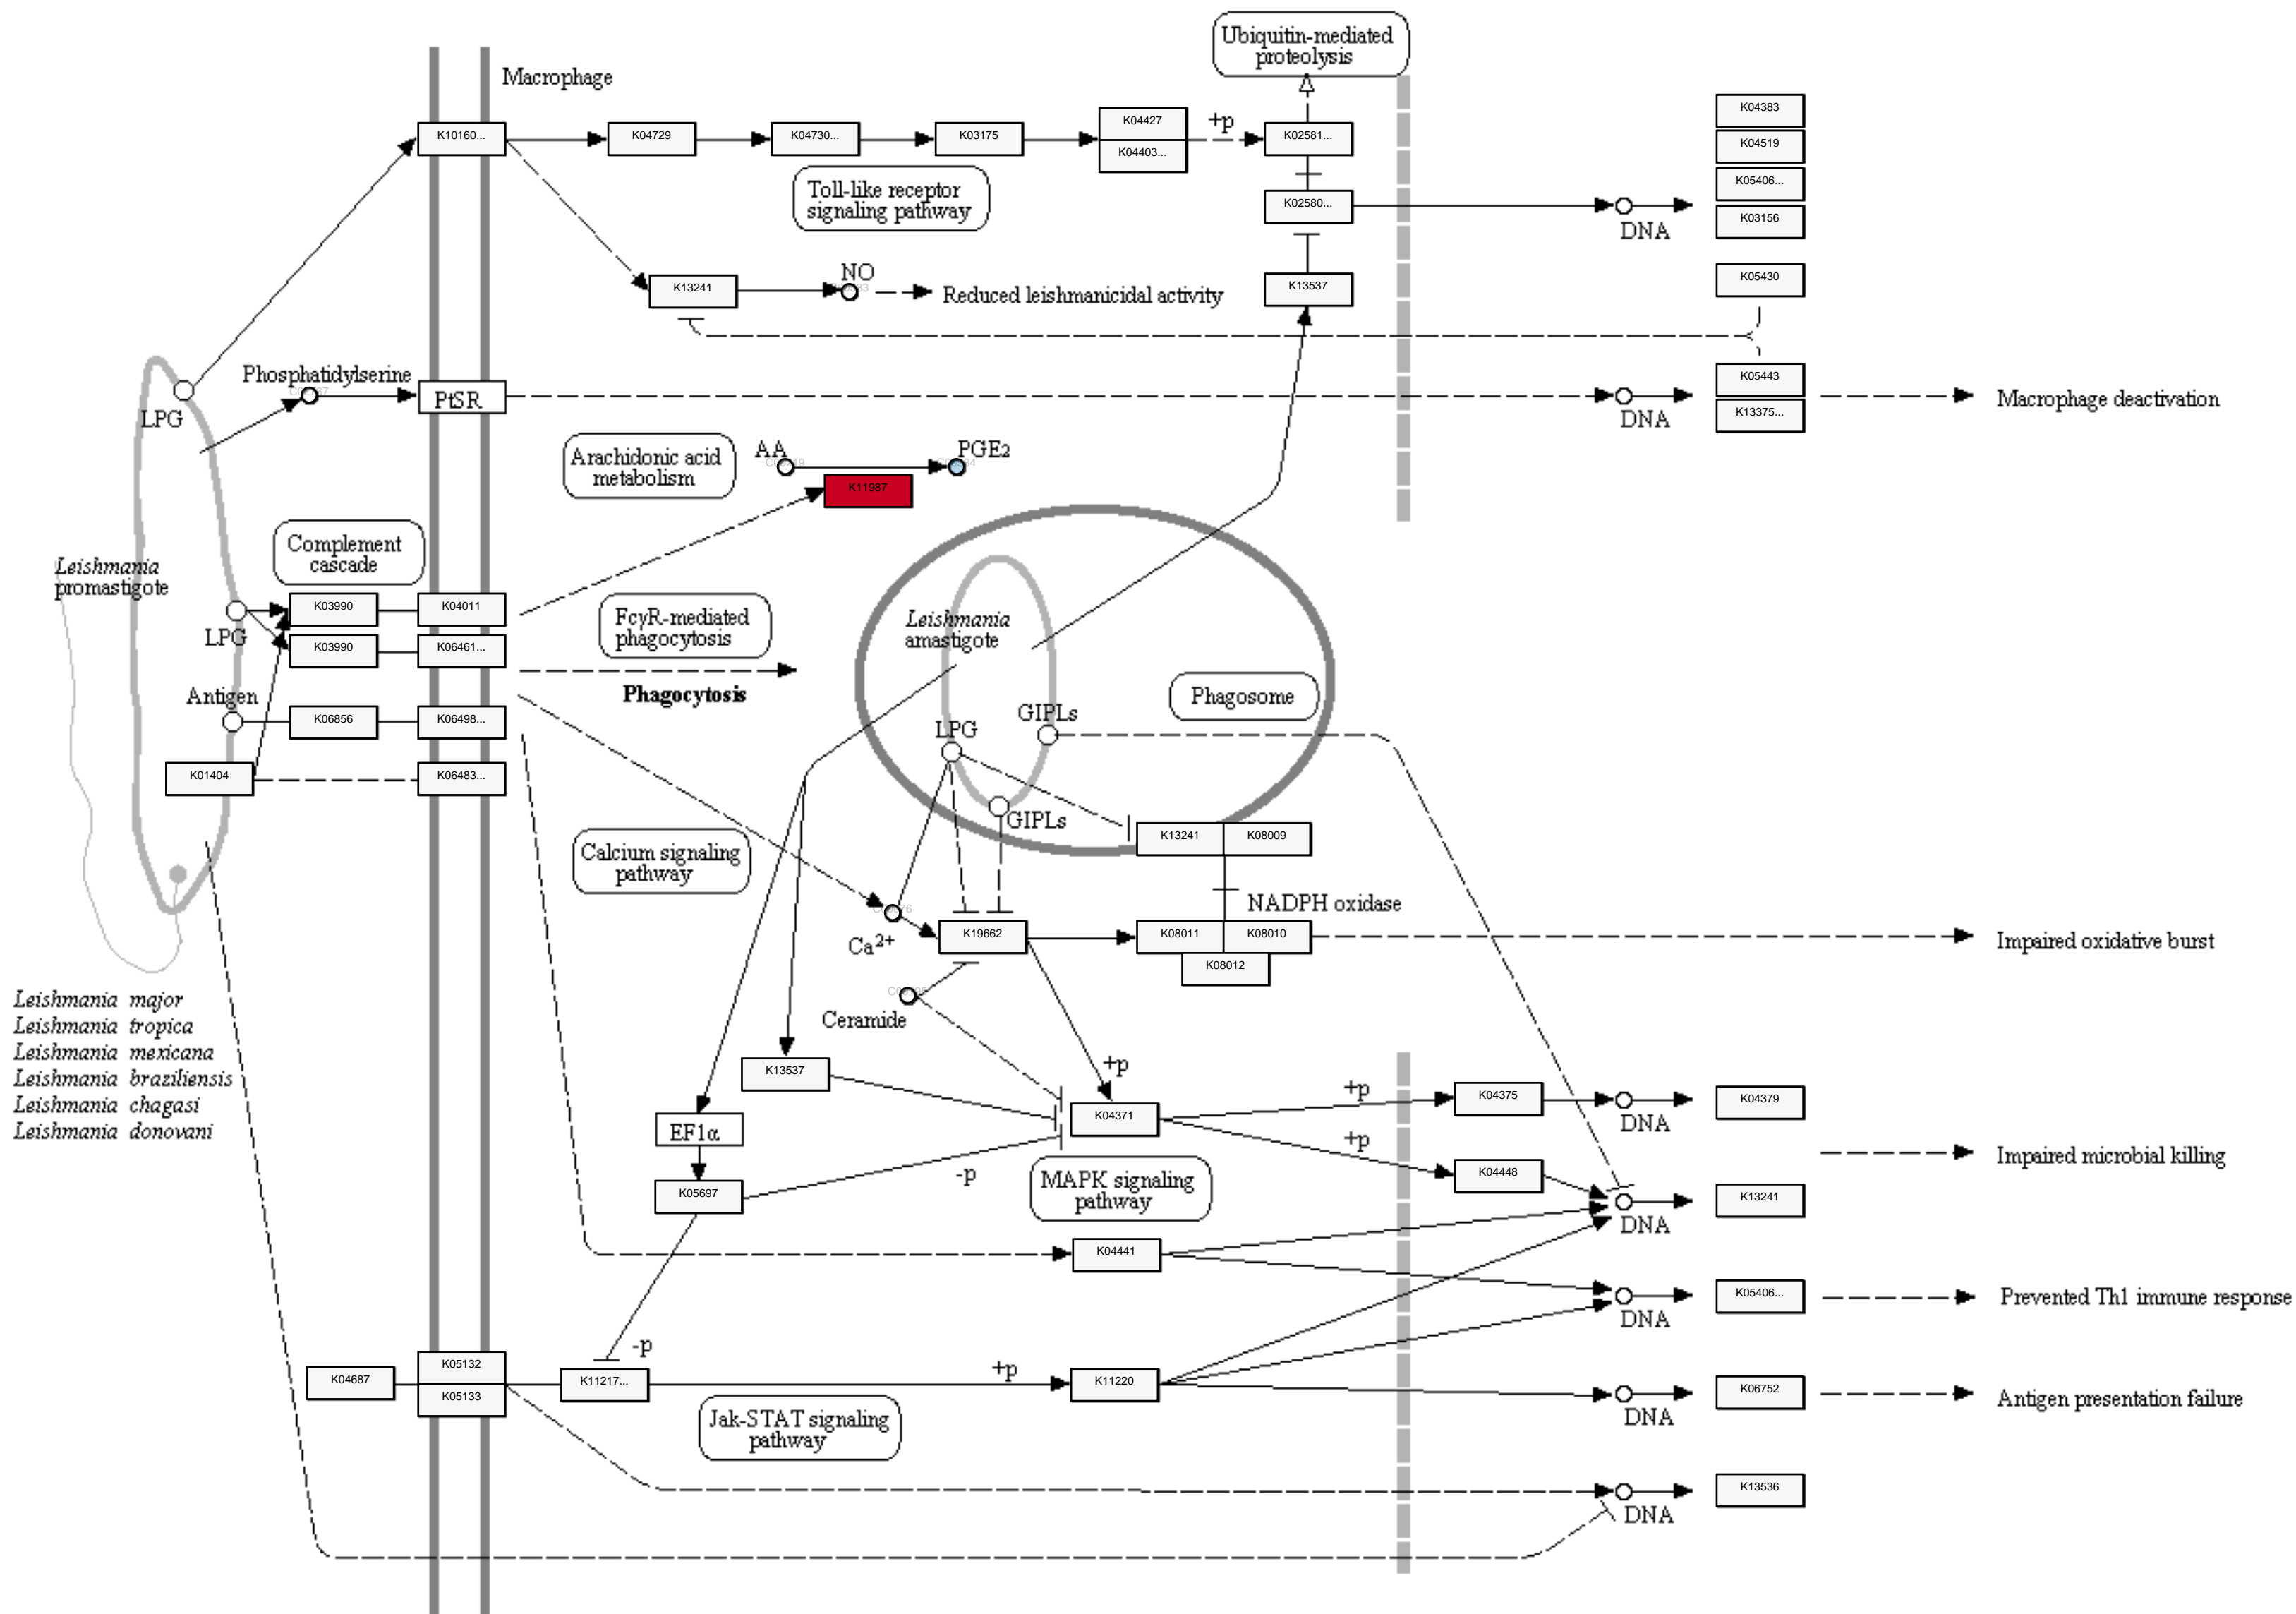 Ubiquitin-mediated
proteolysis
Macrophage
K04383
K10160...
K04729
K04730...
K03175
K04427
K04403...
+p
K02581...
K04519
Toll-like receptor
signaling pathway
K05406...
K02580...
K03156
DNA
K13241
NO
Reduced leishmanicidal activity
K13537
K05430
Phosphatidylserine
LPG
PtSR
DNA
K05443
K13375...
Macrophage deactivation
Arachidonic acid
metabolism
AA
PGE2
K11987
Complement
cascade
Leishmania
promastigote
K03990
K04011
LPG
K03990
K06461...
FcγR-mediated
phagocytosis
Phagocytosis
Leishmania
amastigote
Antigen
K06856
K06498...
Phagosome
LPG
GIPLs
K01404
K06483...
GIPLs
K13241
K08009
Calcium signaling
pathway
NADPH oxidase
Ca2+
K19662
K08011
K08010
K08012
Impaired oxidative burst
Ceramide
Leishmania major
Leishmania tropica
Leishmania mexicana
Leishmania braziliensis
Leishmania chagasi
Leishmania donovani
K13537
+p
K04371
+p
K04375
DNA
K04379
EF1α
+p
K04448
Impaired microbial killing
K05697
-p
MAPK signaling
pathway
DNA
K13241
K04441
DNA
K05406...
Prevented Th1 immune response
-p
K04687
K05132
K05133
K11217...
+p
K11220
DNA
K06752
Antigen presentation failure
Jak-STAT signaling
pathway
DNA
K13536